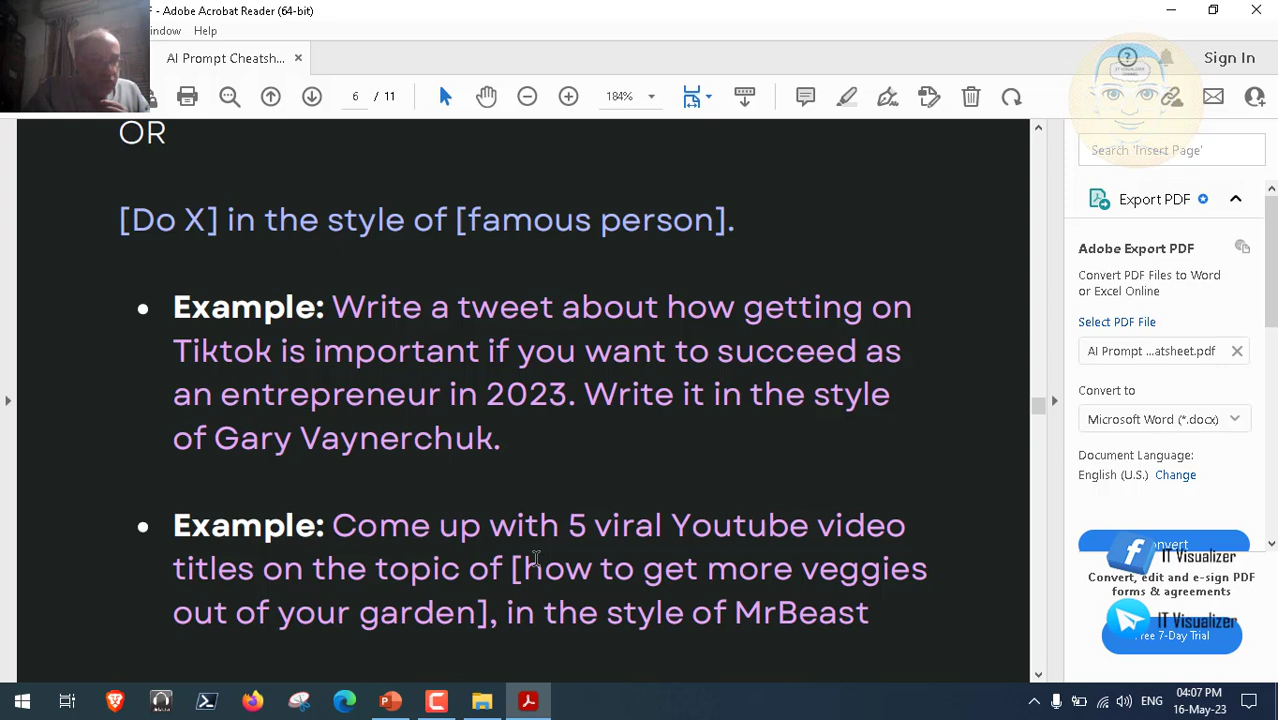 - Adobe Acrobat Reader (64-bit)
indow Help
AI Prompt Cheatsh... ×
Sign In
6 / 11
184%
OR
[Do X] in the style of [famous person].
• Example: Write a tweet about how getting on
Tiktok is important if you want to succeed as
an entrepreneur in 2023. Write it in the style
of Gary Vaynerchuk.
• Example: Come up with 5 viral Youtube video
titles on the topic of [how to get more veggies
out of your garden], in the style of MrBeast
Search 'Insert Page'
Export PDF
Adobe Export PDF
Convert PDF Files to Word
or Excel Online
Select PDF File
AI Prompt ...atsheet.pdf
Convert to
Microsoft Word (*.docx)
Document Language:
English (U.S.) Change
IT Visualizer
Convert, edit and e-sign PDF
forms & agreements
IT Visualizer
Free 7-Day Trial
ENG
04:07 PM
16-May-23